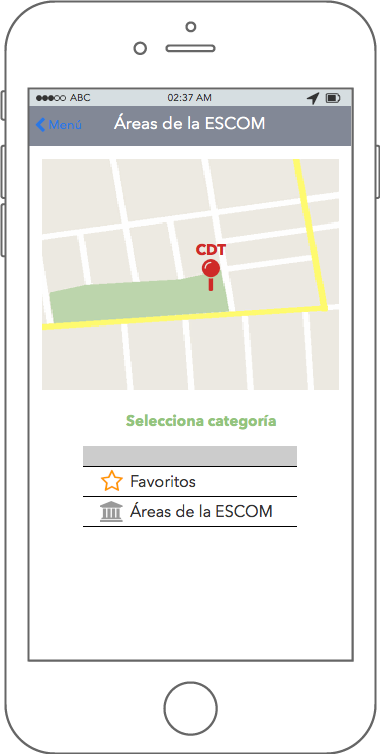 ABC
02:37 AM
Menú
Áreas de la ESCOM
CDT
Selecciona categoría
Favoritos
Áreas de la ESCOM